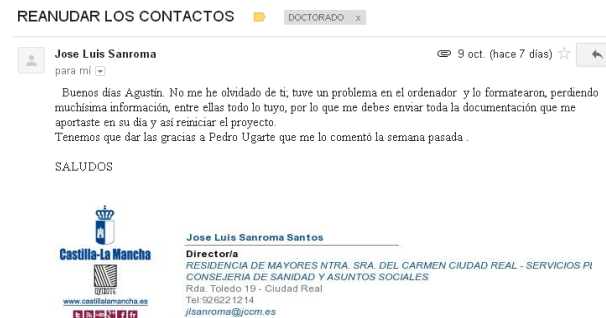 REANUDAR LOS CONTACTOS DOCTORADO x
Jose Luis Sanroma 9 oct. (hace 7 días)
para mí
Buenos días Agustín. No me he olvidado de ti; tuve un problema en el ordenador y lo formatearon, perdiendo
muchísima información, entre ellas todo lo tuyo, por lo que me debes enviar toda la documentación que me
aportaste en su día y así reiniciar el proyecto.
Tenemos que dar las gracias a Pedro Ugarte que me lo comentó la semana pasada .
SALUDOS
Castilla-La Mancha
QUIXOTE
www.castillalamancha.es
Jose Luis Sanroma Santos
Director/a
RESIDENCIA DE MAYORES NTRA. SRA. DEL CARMEN CIUDAD REAL - SERVICIOS PE
CONSEJERIA DE SANIDAD Y ASUNTOS SOCIALES
Rda. Toledo 19 - Ciudad Real
Tel:926221214
jlsanroma@jccm.es